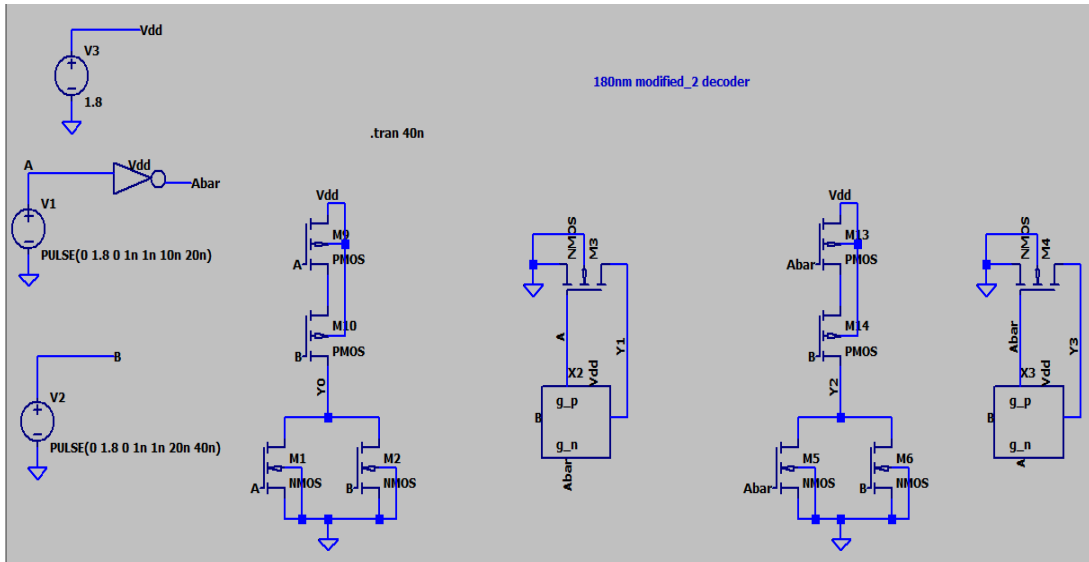 Vdd
V3
1.8
180nm modified_2 decoder
.tran 40n
A
Vdd
Abar
V1
PULSE(0 1.8 0 1n 1n 10n 20n)
B
V2
PULSE(0 1.8 0 1n 1n 20n 40n)
Vdd
M9
A
PMOS
M10
B
PMOS
Y0
M1
A
NMOS
M2
B
NMOS
NMOS
M3
A
Y1
X2
Vdd
g_p
B
g_n
Abar
Vdd
M13
Abar
PMOS
M14
B
PMOS
Y2
M5
Abar
NMOS
M6
B
NMOS
NMOS
M4
Abar
Y3
X3
Vdd
g_p
B
g_n
A